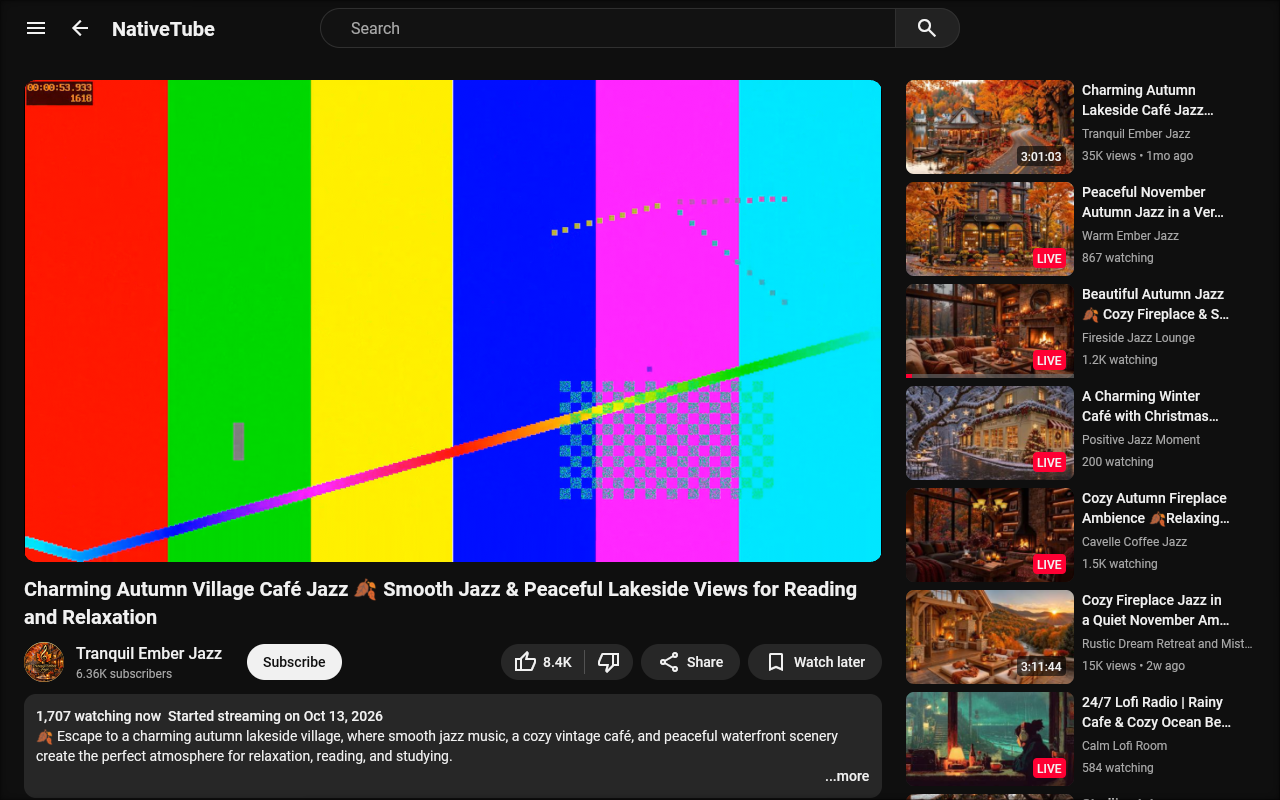 NativeTube
Search
00:00:53.933
1618
Charming Autumn Village Café Jazz 🍂 Smooth Jazz & Peaceful Lakeside Views for Reading
and Relaxation
Tranquil Ember Jazz
6.36K subscribers
Subscribe
8.4K
Share
Watch later
1,707 watching now Started streaming on Oct 13, 2026
🍂 Escape to a charming autumn lakeside village, where smooth jazz music, a cozy vintage café, and peaceful waterfront scenery
create the perfect atmosphere for relaxation, reading, and studying.
...more
Charming Autumn
Lakeside Café Jazz…
Tranquil Ember Jazz
35K views • 1mo ago
3:01:03
Peaceful November
Autumn Jazz in a Ver…
Warm Ember Jazz
867 watching
LIVE
Beautiful Autumn Jazz
🍂 Cozy Fireplace & S…
Fireside Jazz Lounge
1.2K watching
LIVE
A Charming Winter
Café with Christmas…
Positive Jazz Moment
200 watching
LIVE
Cozy Autumn Fireplace
Ambience 🍂Relaxing…
Cavelle Coffee Jazz
1.5K watching
LIVE
Cozy Fireplace Jazz in
a Quiet November Am…
Rustic Dream Retreat and Mist…
15K views • 2w ago
3:11:44
24/7 Lofi Radio | Rainy
Cafe & Cozy Ocean Be…
Calm Lofi Room
584 watching
LIVE